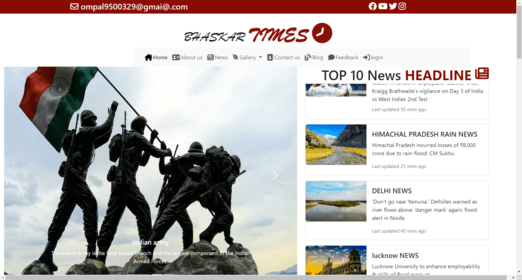 ompal9500329@gmai@.com
BHASKAR TIMES
Home About us News Gallery Contact us Blog Feedback login
TOP 10 News HEADLINE
Kraigg Brathwaite's vigilance on Day 3 of India
vs West Indies 2nd Test
Last updated 50 mins ago
HIMACHAL PRADESH RAIN NEWS
Himachal Pradesh incurred losses of ₹8,000
crore due to rain flood: CM Sukhu.
Last updated 25 mins ago
DELHI NEWS
'Don't go near Yamuna': Delhiites warned as
river flows above 'danger mark' again; flood
alert in Noida
Last updated 40 mins ago
lucknow NEWS
Lucknow University to enhance employability
indian army
The Indian Army is the land-based branch and the
component of the Indian
Armed Forces